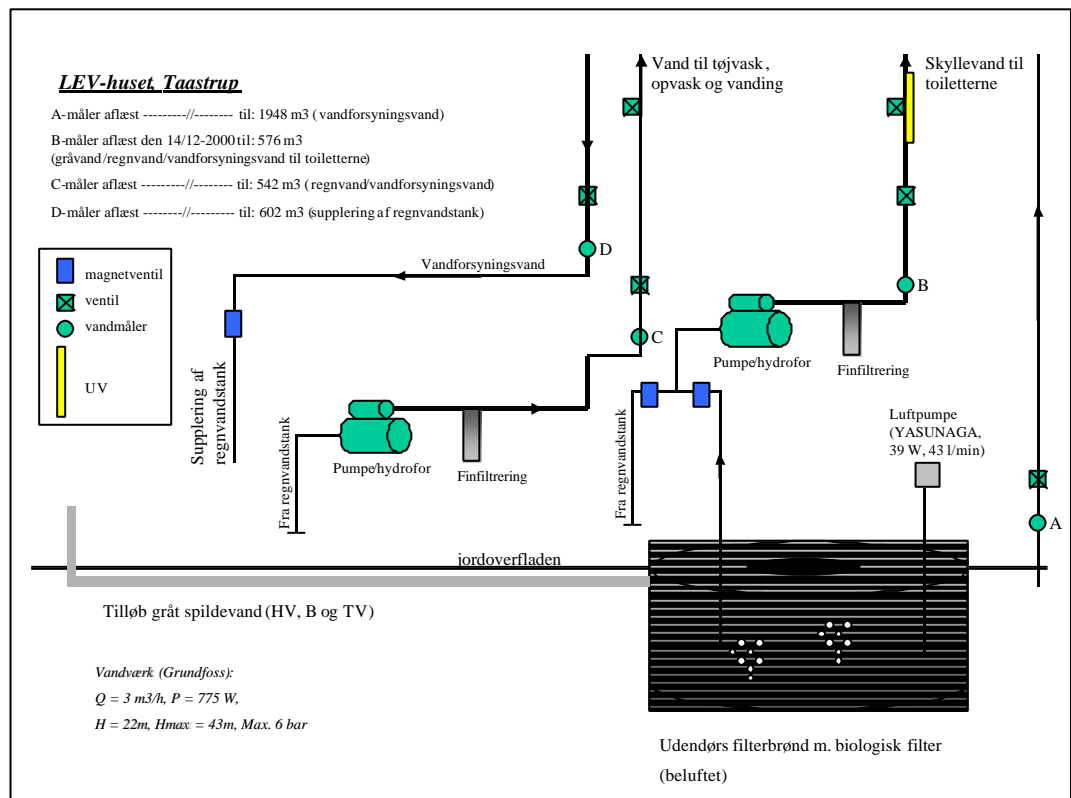 LEV-huset, Taastrup
A-måler aflæst ---------//-------- til: 1948 m3 (vandforsyningsvand)
B-måler aflæst den 14/12-2000 til: 576 m3
(gråvand/regnvand/vandforsyningsvand til toiletterne)
C-måler aflæst ---------//-------- til: 542 m3 (regnvand/vandforsyningsvand)
D-måler aflæst --------//--------- til: 602 m3 (supplering af regnvandstank)
Vand til tøjvask,
opvask og vanding
Skyllevand til
toiletterne
magnetventil
ventil
vandmåler
UV
Vandforsyningsvand
D
C
B
A
Supplering af
regnvandstank
Pumpe/hydrofor
Finfiltrering
Fra regnvandstank
Pumpe/hydrofor
Finfiltrering
Fra regnvandstank
Luftpumpe
(YASUNAGA,
39 W, 43 l/min)
jordoverfladen
Tilløb gråt spildevand (HV, B og TV)
Vandværk (Grundfoss):
Q = 3 m3/h, P = 775 W,
H = 22m, Hmax = 43m, Max. 6 bar
Udendørs filterbrønd m. biologisk filter
(beluftet)